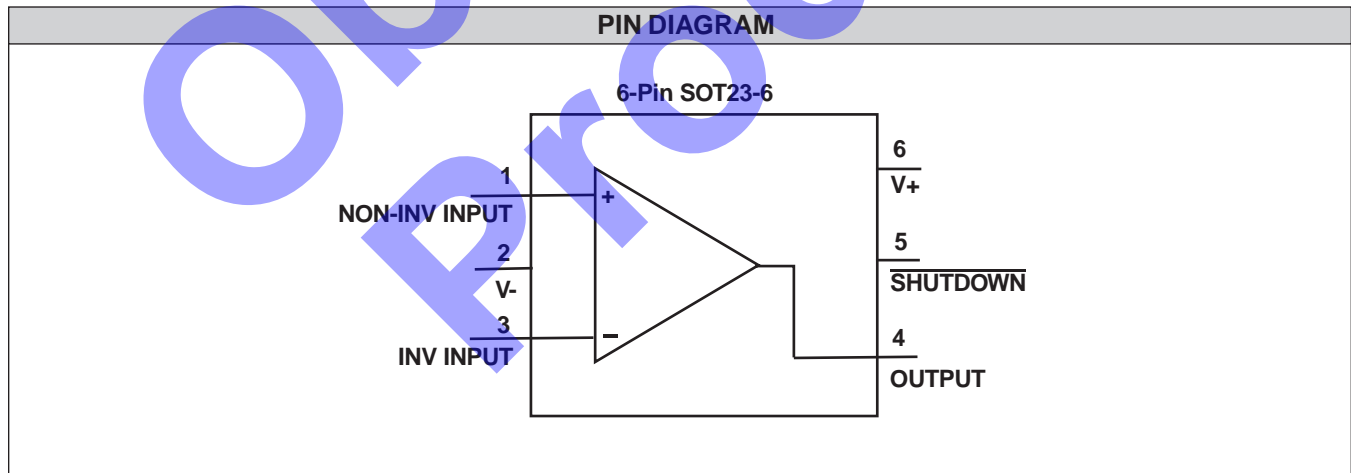 PIN DIAGRAM
6-Pin SOT23-6
1
+
NON-INV INPUT
2
V-
3
−
INV INPUT
6
V+
5
SHUTDOWN
4
OUTPUT